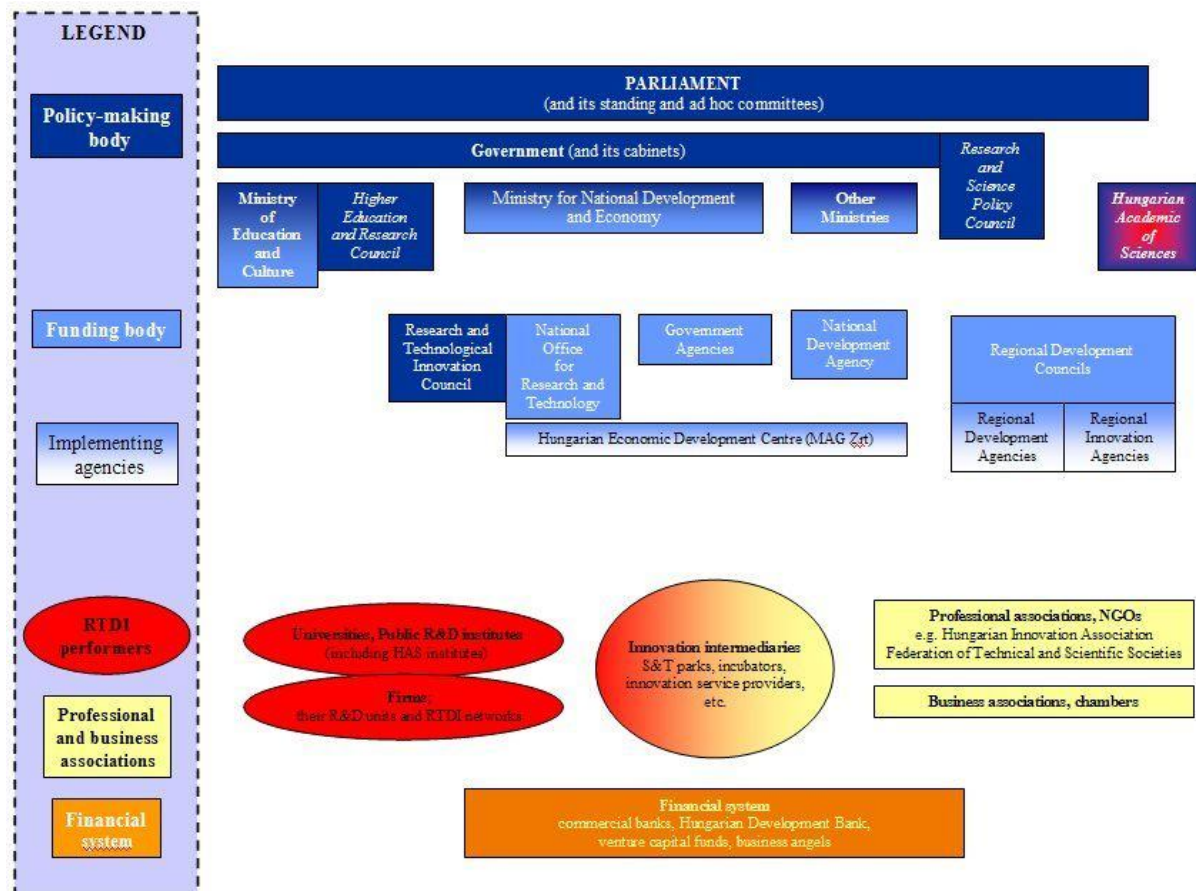 LEGEND
Policy-making
body
Funding body
Implementing
agencies
RTDI
performers
Professional
and business
associations
Financial
system
PARLIAMENT
(and its standing and ad hoc committees)
Government (and its cabinets)
Research
and
Science
Policy
Council
Ministry
of
Education
and
Culture
Higher
Education
and Research
Council
Ministry for National Development
and Economy
Other
Ministries
Hungarian
Academic
of
Sciences
Research and
Technological
Innovation
Council
National
Office
for
Research and
Technology
Government
Agencies
National
Development
Agency
Regional Development
Councils
Hungarian Economic Development Centre (MAG Zrt)
Regional
Development
Agencies
Regional
Innovation
Agencies
Universities, Public R&D institutes
(including HAS institutes)
Firms;
their R&D units and RTDI networks
Innovation intermediaries
S&T parks, incubators,
innovation service providers,
etc.
Professional associations, NGOs
e.g. Hungarian Innovation Association
Federation of Technical and Scientific Societies
Business associations, chambers
Financial system
commercial banks, Hungarian Development Bank,
venture capital funds, business angels